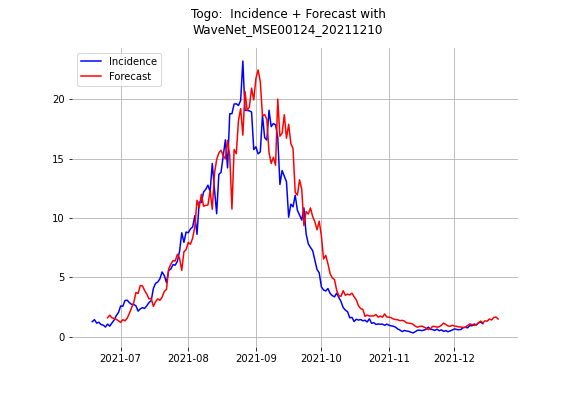 Togo:  Incidence + Forecast with
WaveNet_MSE00124_20211210
Incidence
Forecast
20
15
10
5
0
2021-07
2021-08
2021-09
2021-10
2021-11
2021-12